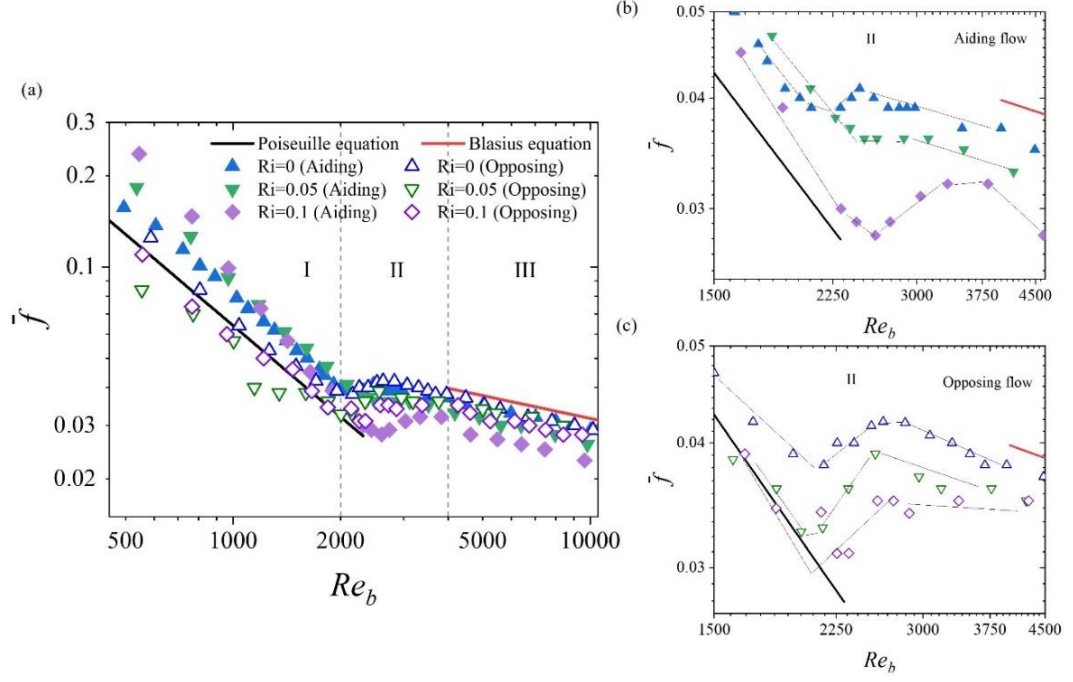 (a)
f̄
0.3
0.2
0.1
0.03
0.02
Poiseuille equation
Blasius equation
Ri=0 (Aiding)
Ri=0 (Opposing)
Ri=0.05 (Aiding)
Ri=0.05 (Opposing)
Ri=0.1 (Aiding)
Ri=0.1 (Opposing)
I
II
III
500
1000
2000
5000
10000
Re_b
(b)
f̄
0.05
0.04
0.03
II
Aiding flow
1500
2250
3000
3750
4500
Re_b
(c)
f̄
0.05
0.04
0.03
II
Opposing flow
1500
2250
3000
3750
4500
Re_b